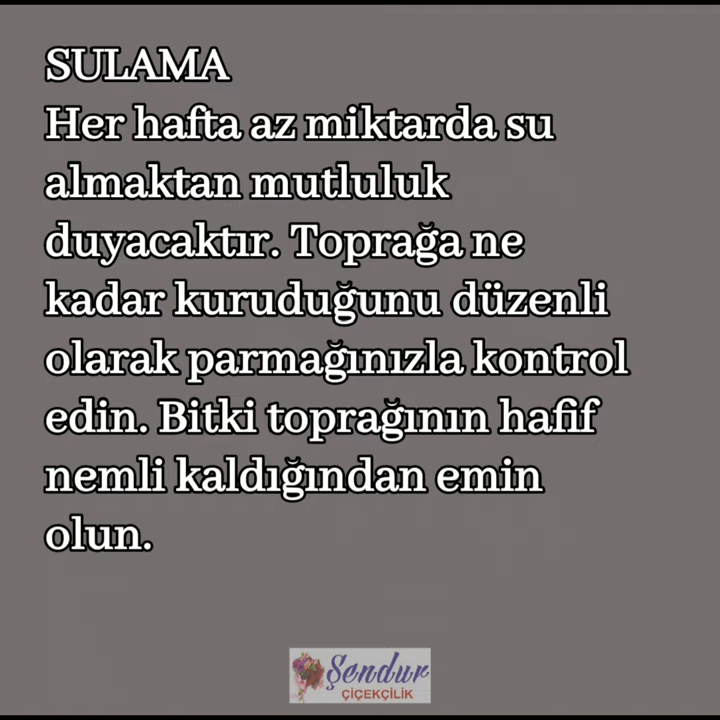 SULAMA
Her hafta az miktarda su
almaktan mutluluk
duyacaktır. Toprağa ne
kadar kuruduğunu düzenli
olarak parmağınızla kontrol
edin. Bitki toprağının hafif
nemli kaldığından emin
olun.
Şendur
ÇİÇEKÇİLİK